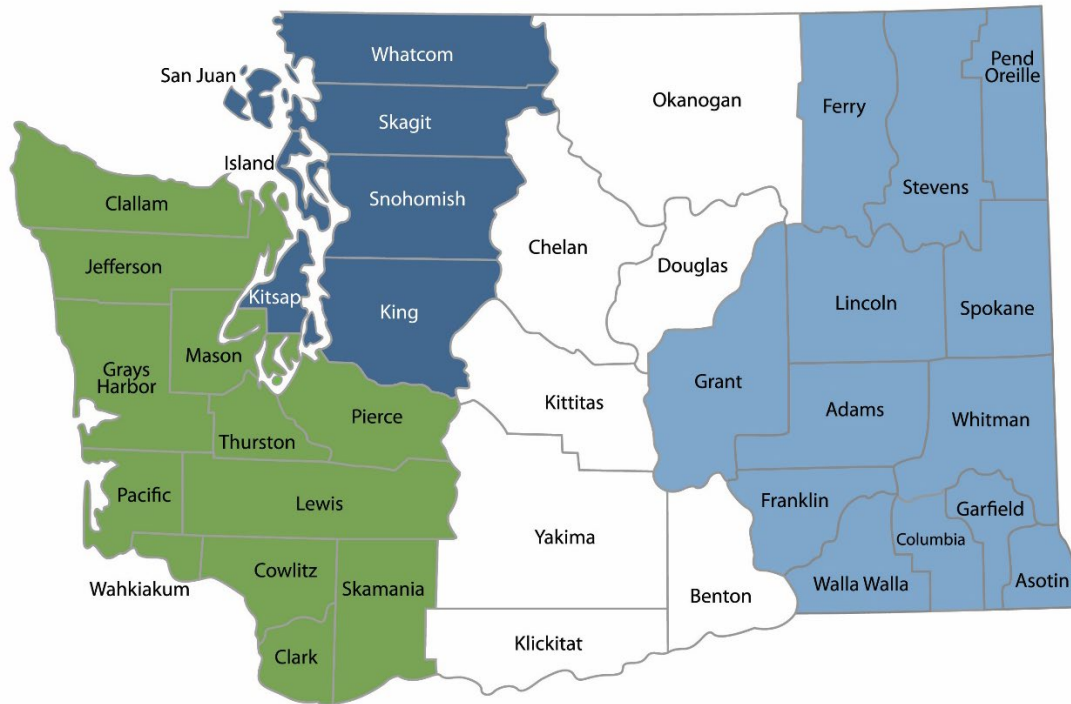 Whatcom
San Juan
Pend
Oreille
Okanogan
Ferry
Skagit
Island
Stevens
Snohomish
Clallam
Chelan
Douglas
Jefferson
Kitsap
King
Lincoln
Spokane
Mason
Grays
Harbor
Grant
Kittitas
Adams
Pierce
Whitman
Thurston
Pacific
Lewis
Franklin
Garfield
Yakima
Columbia
Cowlitz
Wahkiakum
Skamania
Walla Walla
Asotin
Benton
Klickitat
Clark